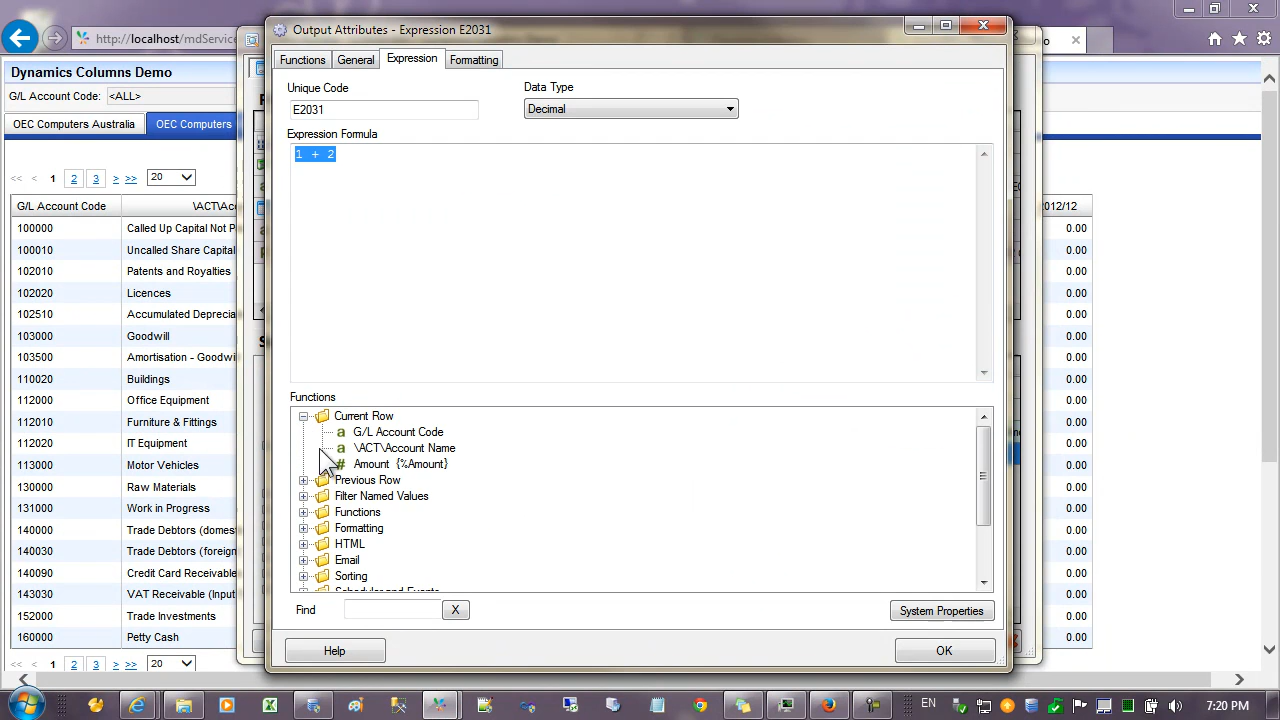 Output Attributes - Expression E2031
http://localhost/mdService
Dynamics Columns Demo
G/L Account Code: <ALL>
OEC Computers Australia
OEC Computers
Functions
General
Expression
Formatting
Unique Code
Data Type
E2031
Decimal
Expression Formula
1 + 2
<< < 1 2 3 > >> 20
G/L Account Code
\ACT\Acc
2012/12
100000 Called Up Capital Not P 0.00
100010 Uncalled Share Capital 0.00
102010 Patents and Royalties 0.00
102020 Licences 0.00
102510 Accumulated Deprecia 0.00
103000 Goodwill 0.00
103500 Amortisation - Goodwi 0.00
110020 Buildings 0.00
112000 Office Equipment 0.00
112010 Furniture & Fittings 0.00
112020 IT Equipment 0.00
113000 Motor Vehicles 0.00
130000 Raw Materials 0.00
131000 Work in Progress 0.00
140000 Trade Debtors (domest 0.00
140030 Trade Debtors (foreign 0.00
140090 Credit Card Receivable 0.00
143030 VAT Receivable (Input 0.00
152000 Trade Investments 0.00
160000 Petty Cash 0.00
<< < 1 2 3 > >> 20
Functions
Current Row
G/L Account Code
\ACT\Account Name
Amount {%Amount}
Previous Row
Filter Named Values
Functions
Formatting
HTML
Email
Sorting
Scheduler and Events
Find
X
System Properties
Help
OK
EN
7:20 PM